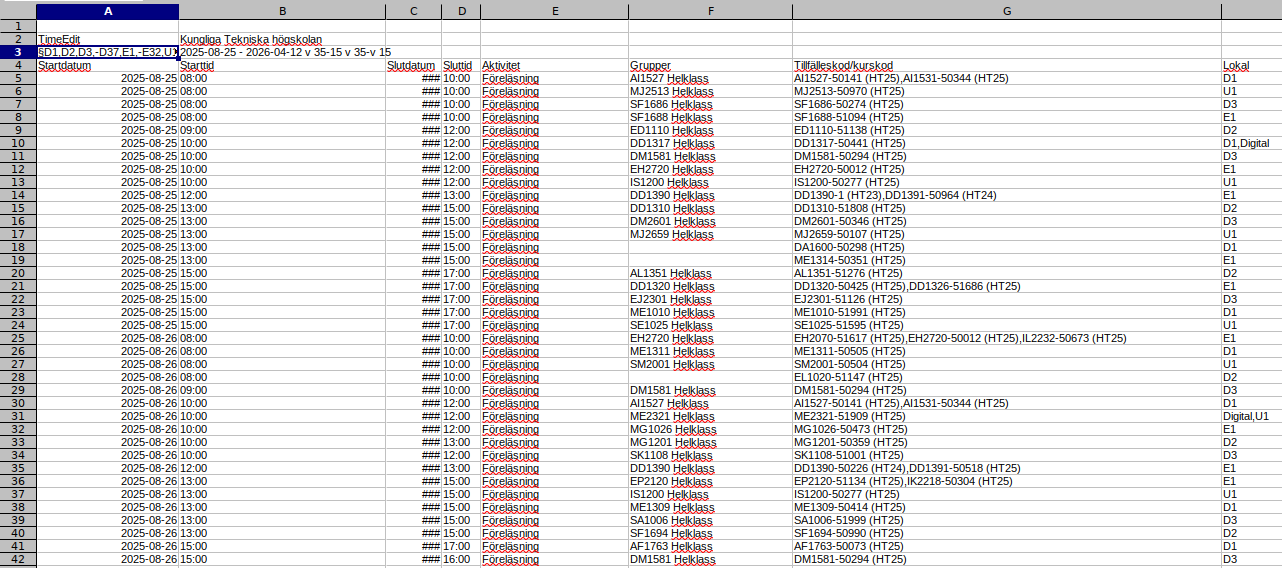 A B C D E F G
1
2 TimeEdit Kungliga Tekniska högskolan
3 §D1,D2,D3,-D37,E1,-E32,U 2025-08-25 - 2026-04-12 v 35-15 v 35-v 15
4 Startdatum Starttid Slutdatum Sluttid Aktivitet Grupper Tillfälleskod/kurskod Lokal
5 2025-08-25 08:00 ### 10:00 Föreläsning AI1527 Helklass AI1527-50141 (HT25),AI1531-50344 (HT25) D1
6 2025-08-25 08:00 ### 10:00 Föreläsning MJ2513 Helklass MJ2513-50970 (HT25) U1
7 2025-08-25 08:00 ### 10:00 Föreläsning SF1686 Helklass SF1686-50274 (HT25) D3
8 2025-08-25 08:00 ### 10:00 Föreläsning SF1688 Helklass SF1688-51094 (HT25) E1
9 2025-08-25 09:00 ### 12:00 Föreläsning ED1110 Helklass ED1110-51138 (HT25) D2
10 2025-08-25 10:00 ### 12:00 Föreläsning DD1317 Helklass DD1317-50441 (HT25) D1,Digital
11 2025-08-25 10:00 ### 12:00 Föreläsning DM1581 Helklass DM1581-50294 (HT25) D3
12 2025-08-25 10:00 ### 12:00 Föreläsning EH2720 Helklass EH2720-50012 (HT25) E1
13 2025-08-25 10:00 ### 12:00 Föreläsning IS1200 Helklass IS1200-50277 (HT25) U1
14 2025-08-25 12:00 ### 13:00 Föreläsning DD1390 Helklass DD1390-1 (HT23),DD1391-50964 (HT24) E1
15 2025-08-25 13:00 ### 15:00 Föreläsning DD1310 Helklass DD1310-51808 (HT25) D2
16 2025-08-25 13:00 ### 15:00 Föreläsning DM2601 Helklass DM2601-50346 (HT25) D3
17 2025-08-25 13:00 ### 15:00 Föreläsning MJ2659 Helklass MJ2659-50107 (HT25) U1
18 2025-08-25 13:00 ### 15:00 Föreläsning DA1600-50298 (HT25) D1
19 2025-08-25 13:00 ### 15:00 Föreläsning ME1314-50351 (HT25) E1
20 2025-08-25 15:00 ### 17:00 Föreläsning AL1351 Helklass AL1351-51276 (HT25) D2
21 2025-08-25 15:00 ### 17:00 Föreläsning DD1320 Helklass DD1320-50425 (HT25),DD1326-51686 (HT25) E1
22 2025-08-25 15:00 ### 17:00 Föreläsning EJ2301 Helklass EJ2301-51126 (HT25) D3
23 2025-08-25 15:00 ### 17:00 Föreläsning ME1010 Helklass ME1010-51991 (HT25) D1
24 2025-08-25 15:00 ### 17:00 Föreläsning SE1025 Helklass SE1025-51595 (HT25) U1
25 2025-08-26 08:00 ### 10:00 Föreläsning EH2720 Helklass EH2070-51617 (HT25),EH2720-50012 (HT25),IL2232-50673 (HT25) E1
26 2025-08-26 08:00 ### 10:00 Föreläsning ME1311 Helklass ME1311-50505 (HT25) D1
27 2025-08-26 08:00 ### 10:00 Föreläsning SM2001 Helklass SM2001-50504 (HT25) U1
28 2025-08-26 08:00 ### 10:00 Föreläsning EL1020-51147 (HT25) D2
29 2025-08-26 09:00 ### 10:00 Föreläsning DM1581 Helklass DM1581-50294 (HT25) D3
30 2025-08-26 10:00 ### 12:00 Föreläsning AI1527 Helklass AI1527-50141 (HT25),AI1531-50344 (HT25) D1
31 2025-08-26 10:00 ### 12:00 Föreläsning ME2321 Helklass ME2321-51909 (HT25) Digital,U1
32 2025-08-26 10:00 ### 12:00 Föreläsning MG1026 Helklass MG1026-50473 (HT25) E1
33 2025-08-26 10:00 ### 13:00 Föreläsning MG1201 Helklass MG1201-50359 (HT25) D2
34 2025-08-26 10:00 ### 12:00 Föreläsning SK1108 Helklass SK1108-51001 (HT25) D3
35 2025-08-26 12:00 ### 13:00 Föreläsning DD1390 Helklass DD1390-50226 (HT24),DD1391-50518 (HT25) E1
36 2025-08-26 13:00 ### 15:00 Föreläsning EP2120 Helklass EP2120-51134 (HT25),IK2218-50304 (HT25) E1
37 2025-08-26 13:00 ### 15:00 Föreläsning IS1200 Helklass IS1200-50277 (HT25) U1
38 2025-08-26 13:00 ### 15:00 Föreläsning ME1309 Helklass ME1309-50414 (HT25) D1
39 2025-08-26 13:00 ### 15:00 Föreläsning SA1006 Helklass SA1006-51999 (HT25) D3
40 2025-08-26 13:00 ### 15:00 Föreläsning SF1694 Helklass SF1694-50990 (HT25) D2
41 2025-08-26 15:00 ### 17:00 Föreläsning AF1763 Helklass AF1763-50073 (HT25) D1
42 2025-08-26 15:00 ### 16:00 Föreläsning DM1581 Helklass DM1581-50294 (HT25) D3